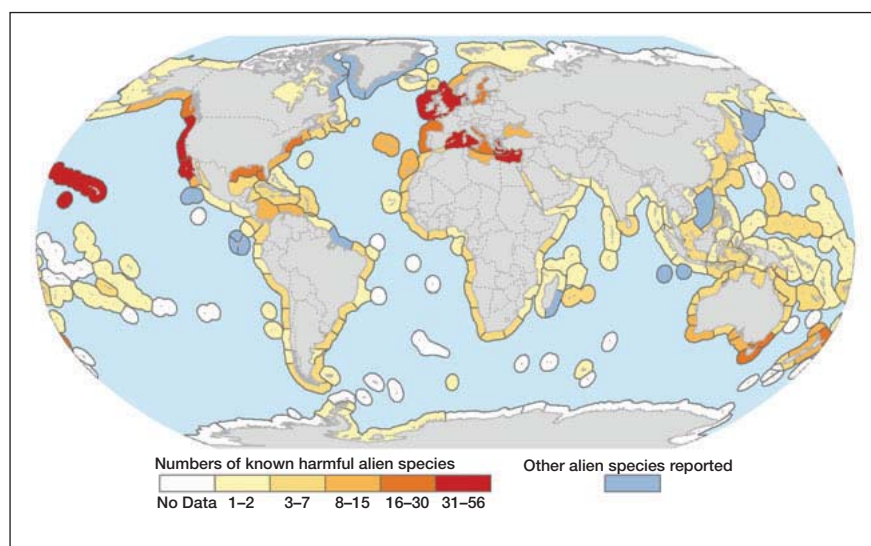 Numbers of known harmful alien species
Other alien species reported
No Data 1–2 3–7 8–15 16–30 31–56